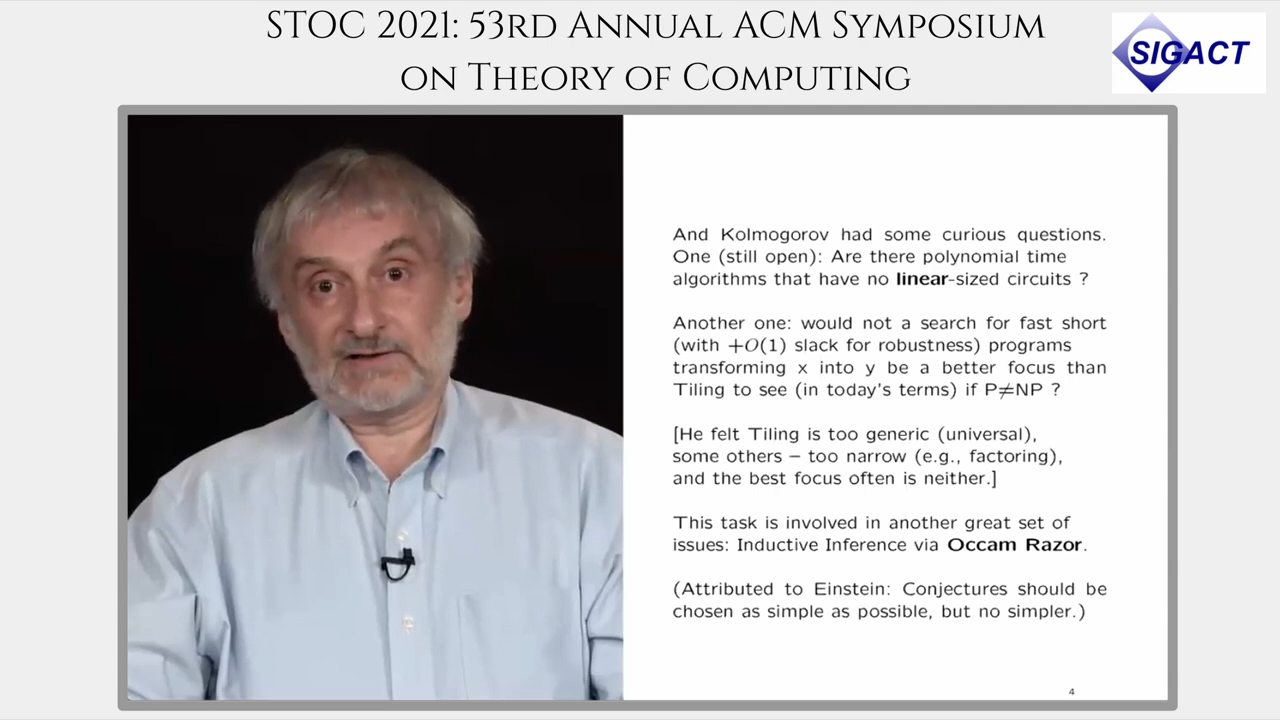 STOC 2021: 53rd Annual ACM Symposium
on Theory of Computing
SIGACT
And Kolmogorov had some curious questions.
One (still open): Are there polynomial time
algorithms that have no linear-sized circuits ?
Another one: would not a search for fast short
(with +O(1) slack for robustness) programs
transforming x into y be a better focus than
Tiling to see (in today's terms) if P≠NP ?
[He felt Tiling is too generic (universal),
some others – too narrow (e.g., factoring),
and the best focus often is neither.]
This task is involved in another great set of
issues: Inductive Inference via Occam Razor.
(Attributed to Einstein: Conjectures should be
chosen as simple as possible, but no simpler.)
4